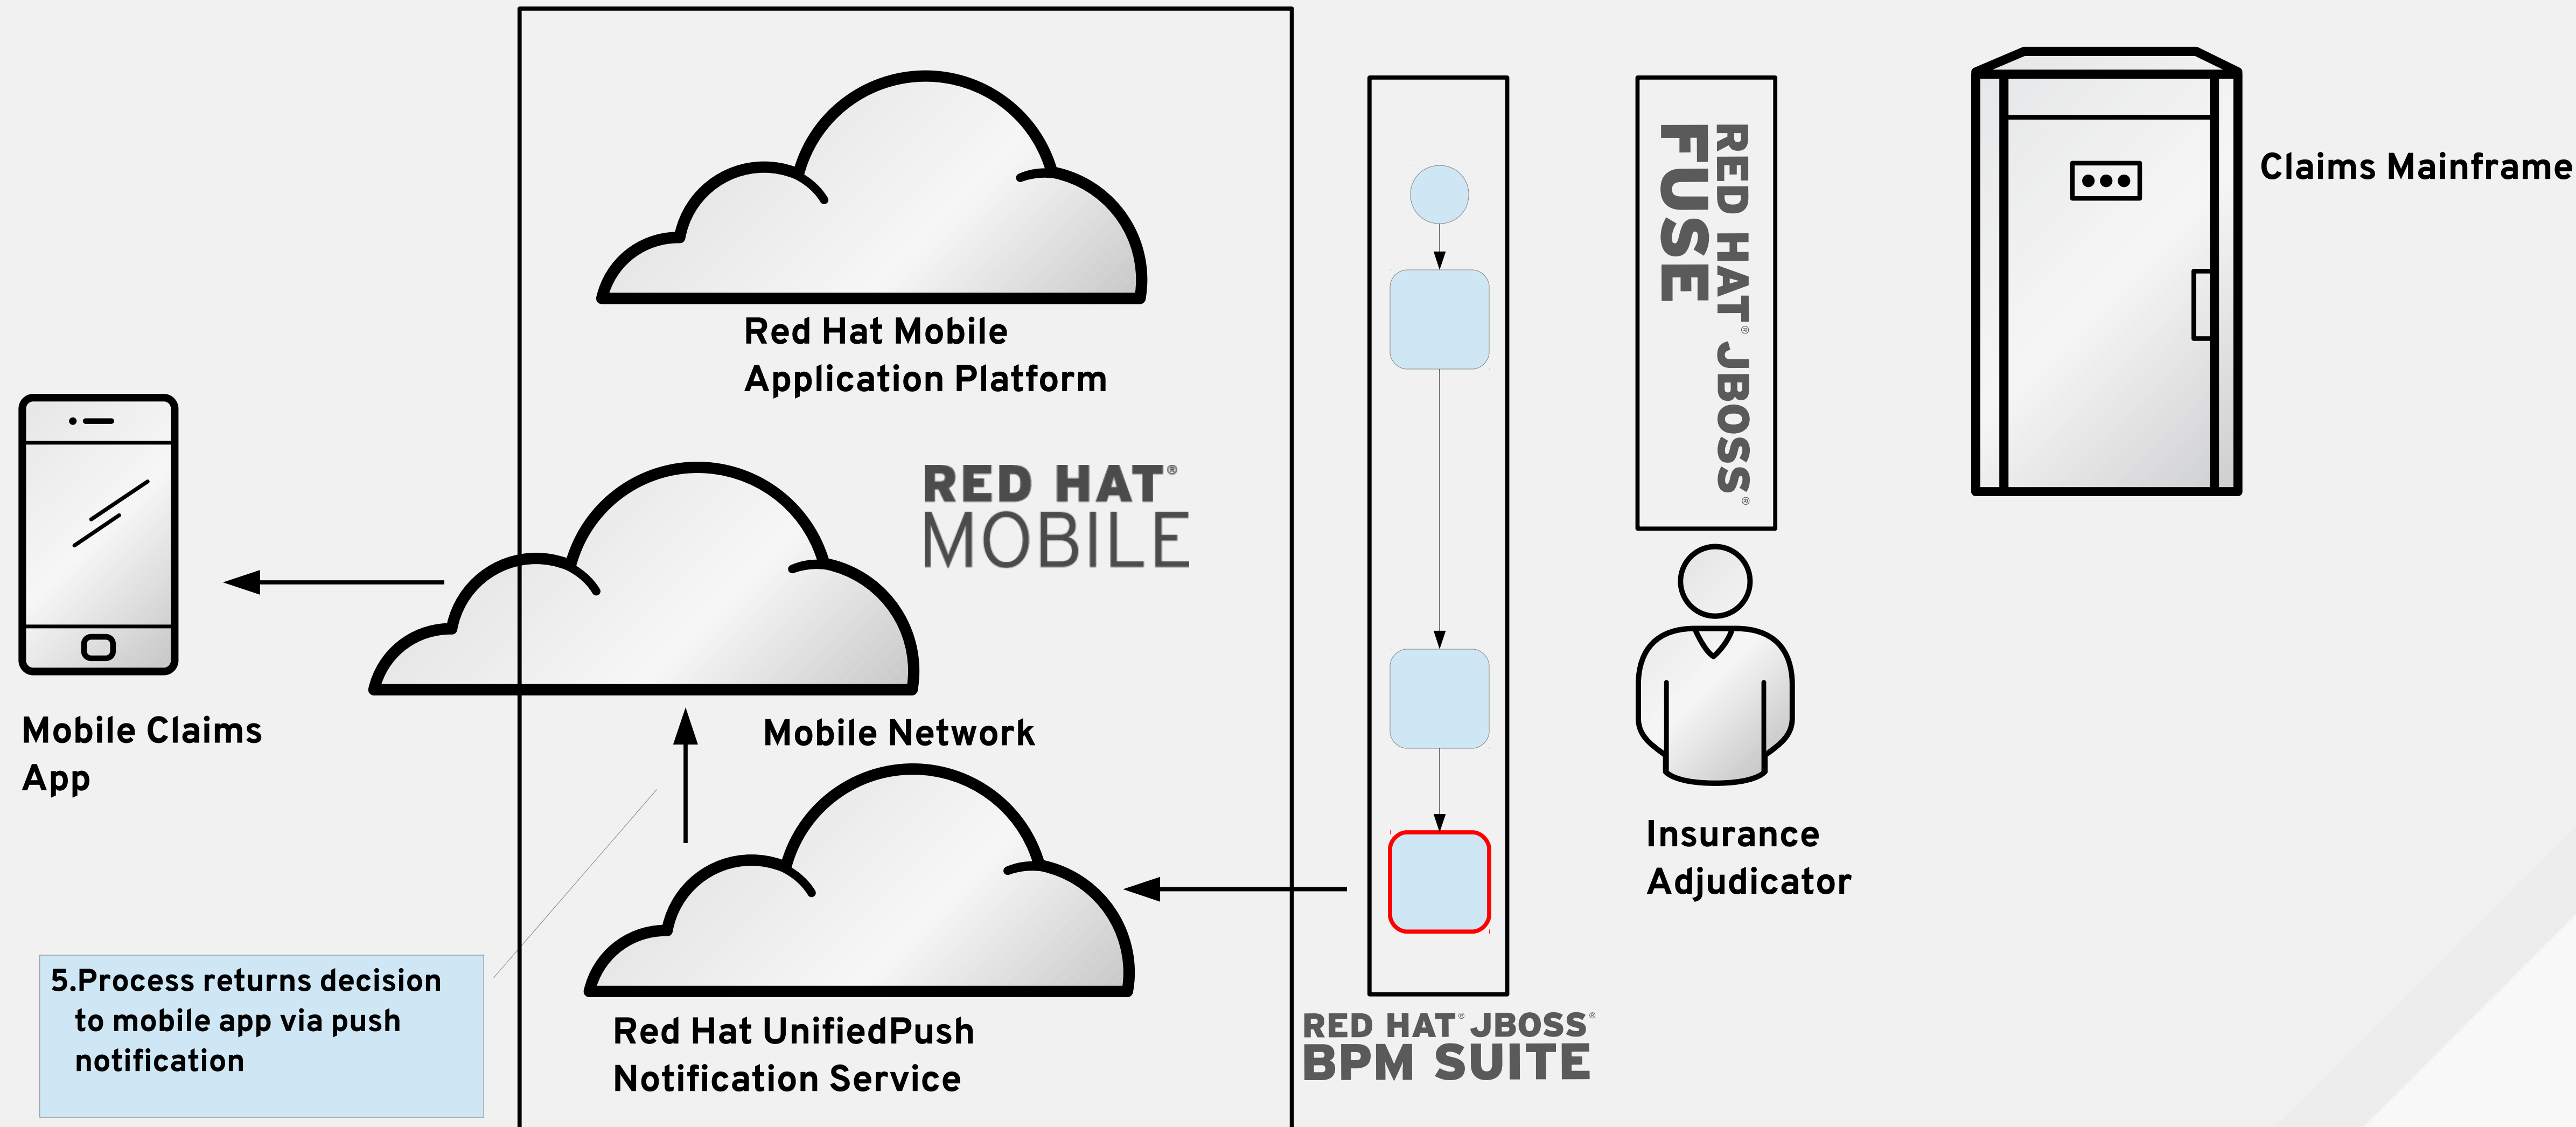 Red Hat Mobile
Application Platform
RED HAT®
MOBILE
Mobile Claims
App
Mobile Network
5.Process returns decision
to mobile app via push
notification
Red Hat UnifiedPush
Notification Service
RED HAT® JBOSS®
BPM SUITE
RED HAT® JBOSS®
FUSE
Insurance
Adjudicator
Claims Mainframe